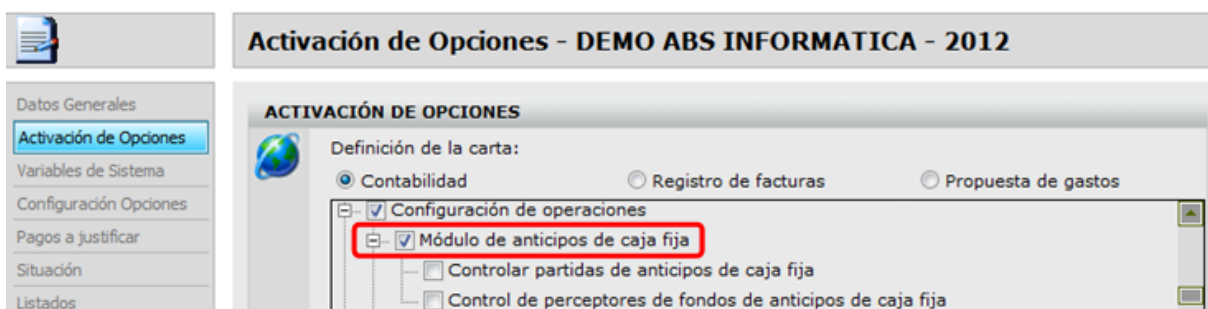 Activación de Opciones - DEMO ABS INFORMATICA - 2012
Datos Generales
Activación de Opciones
Variables de Sistema
Configuración Opciones
Pagos a justificar
Situación
Listados
ACTIVACIÓN DE OPCIONES
Definición de la carta:
Contabilidad Registro de facturas Propuesta de gastos
Configuración de operaciones
Módulo de anticipos de caja fija
Controlar partidas de anticipos de caja fija
Control de perceptores de fondos de anticipos de caja fija